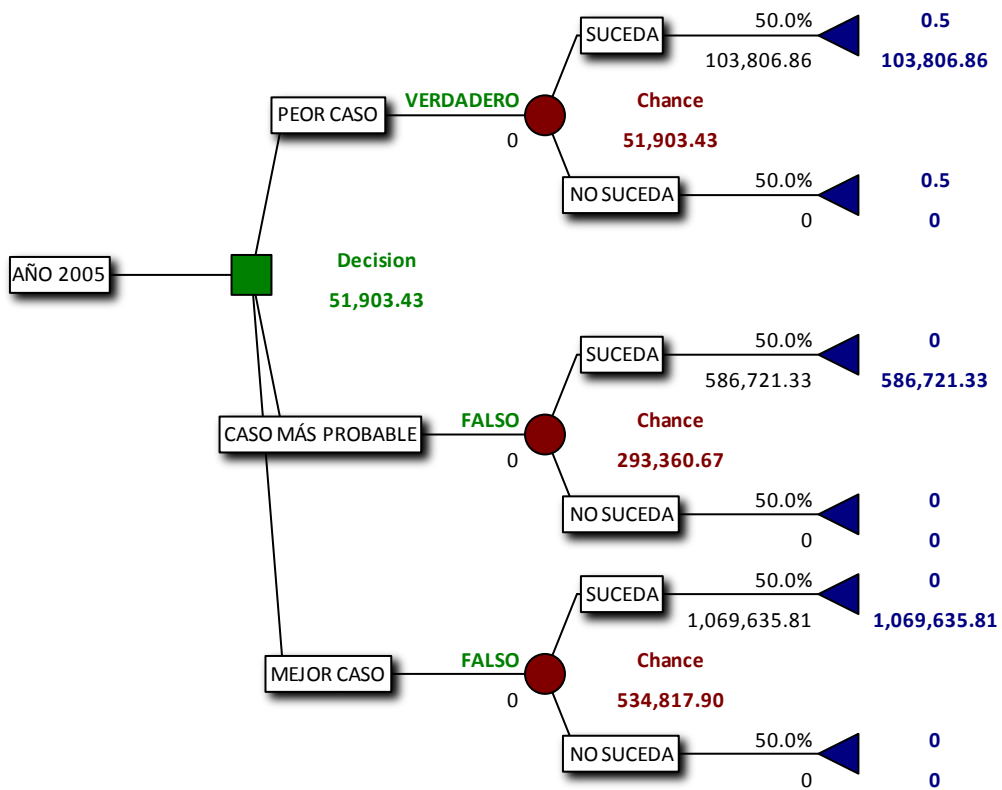 50.0% 0.5
SUCEDA
103,806.86 103,806.86
VERDADERO Chance
PEOR CASO
0 51,903.43
50.0% 0.5
NO SUCEDA
0 0
Decision
AÑO 2005
51,903.43
50.0% 0
SUCEDA
586,721.33 586,721.33
FALSO Chance
CASO MÁS PROBABLE
0 293,360.67
50.0% 0
NO SUCEDA
0 0
50.0% 0
SUCEDA
1,069,635.81 1,069,635.81
FALSO Chance
MEJOR CASO
0 534,817.90
50.0% 0
NO SUCEDA
0 0